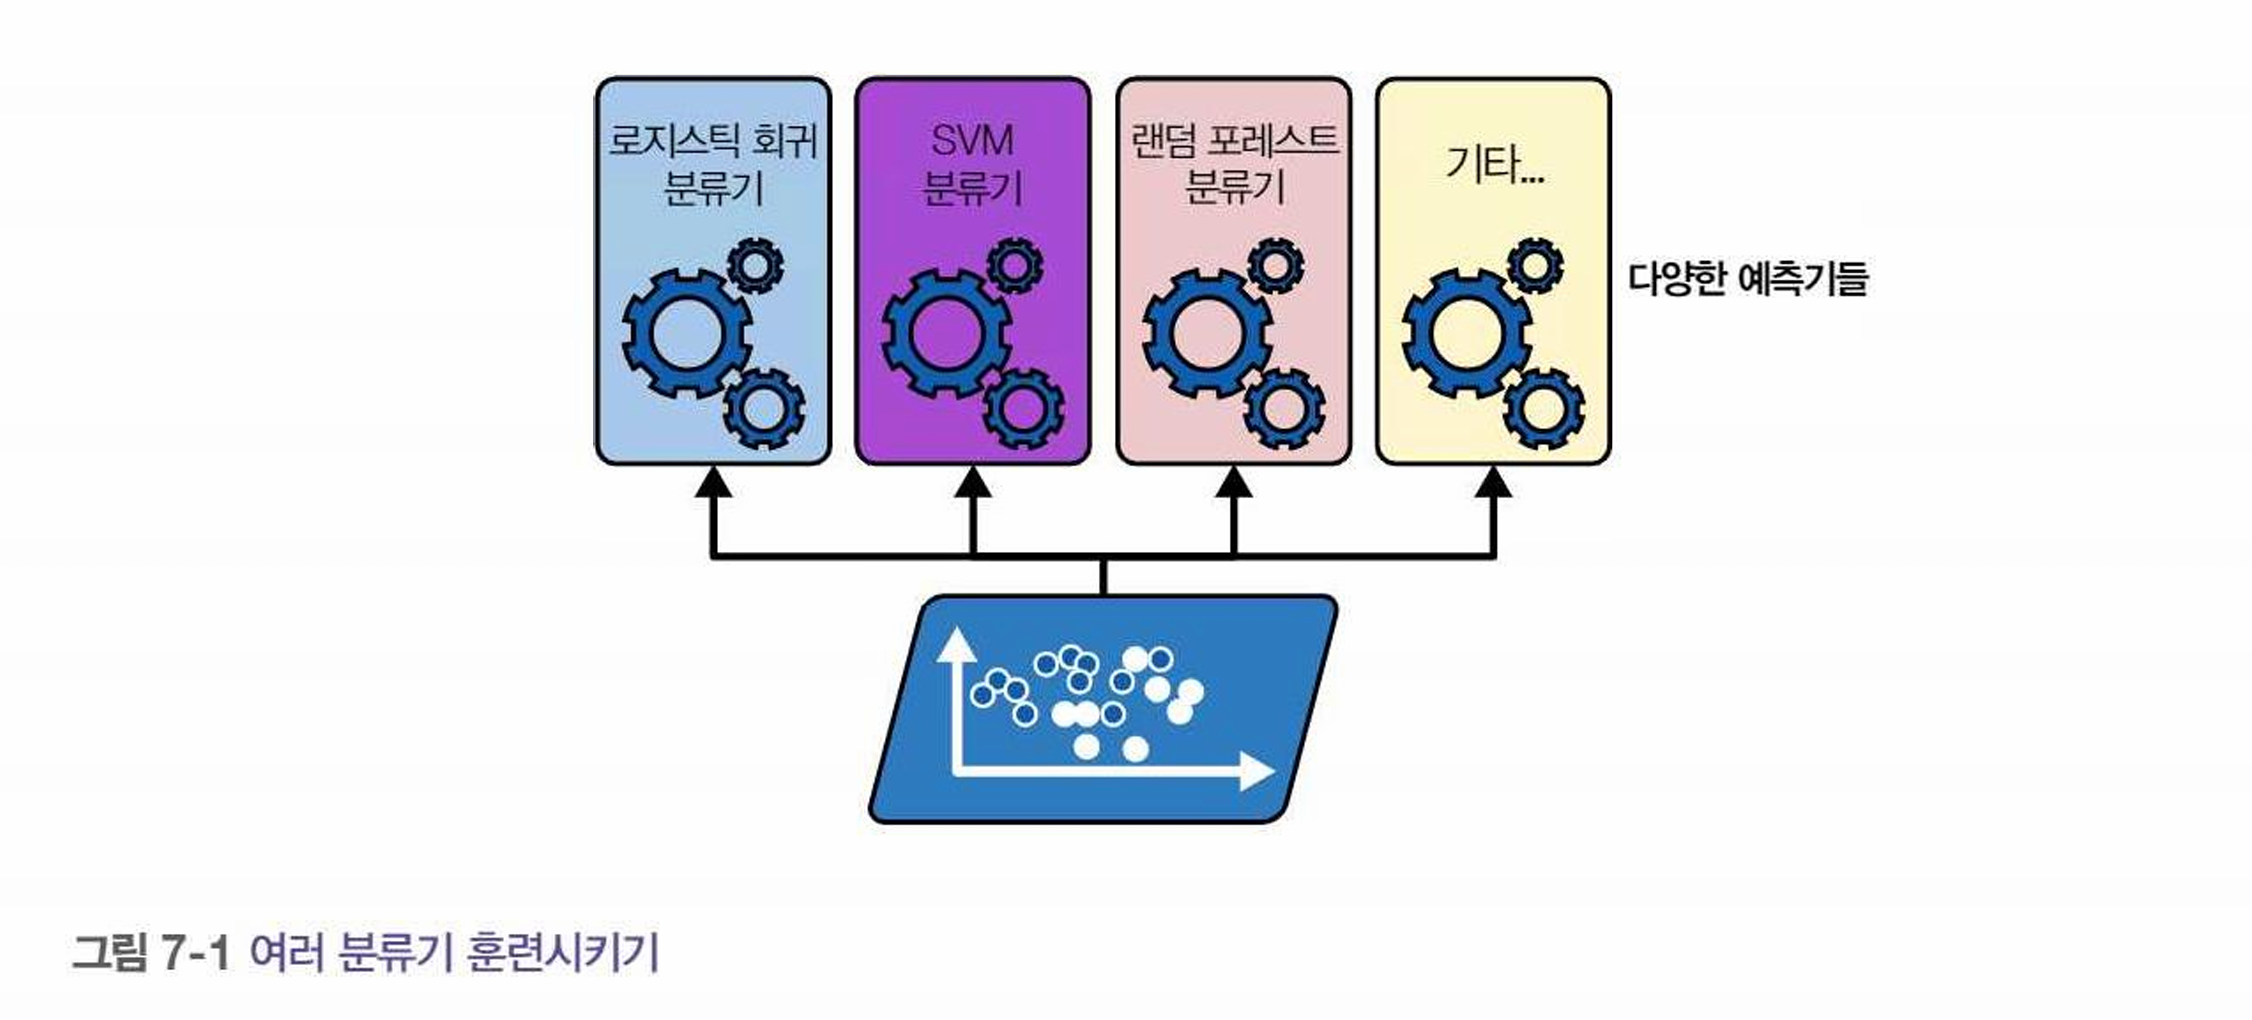 로지스틱 회귀
분류기
SVM
분류기
랜덤 포레스트
분류기
기타...
다양한 예측기들
그림 7-1 여러 분류기 훈련시키기